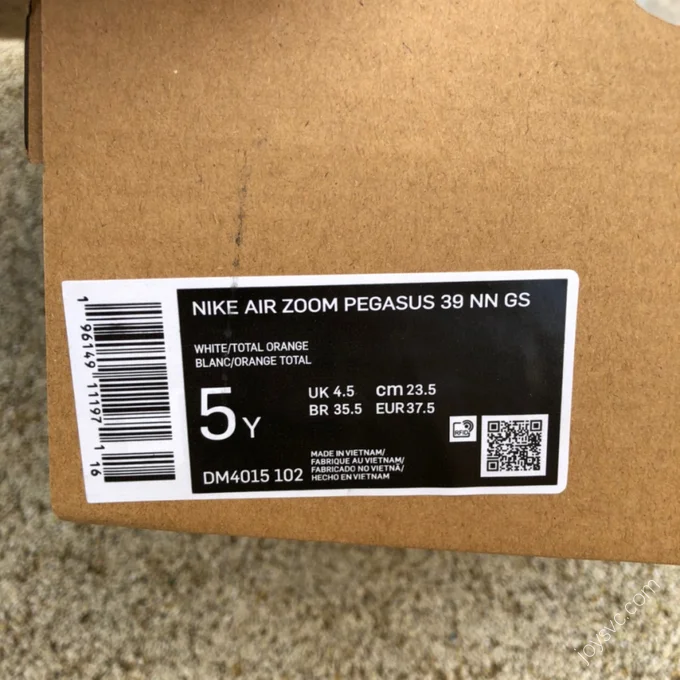 NIKE AIR ZOOM PEGASUS 39 NN GS
WHITE/TOTAL ORANGE
BLANC/ORANGE TOTAL
5Y
UK 4.5 cm 23.5
BR 35.5 EUR 37.5
RFID
DM4015 102
MADE IN VIETNAM/
FABRIQUE AU VIETNAM/
FABRICADO NO VIETNÃ/
HECHO EN VIETNAM
1 96149 11197 1 16
joysvc.com